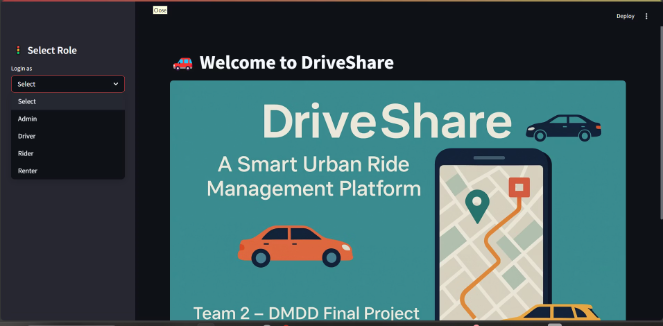 Close
Deploy
Select Role
Login as
Select
Select
Admin
Driver
Rider
Renter
Welcome to DriveShare
DriveShare
A Smart Urban Ride
Management Platform
Team 2 – DMDD Final Project